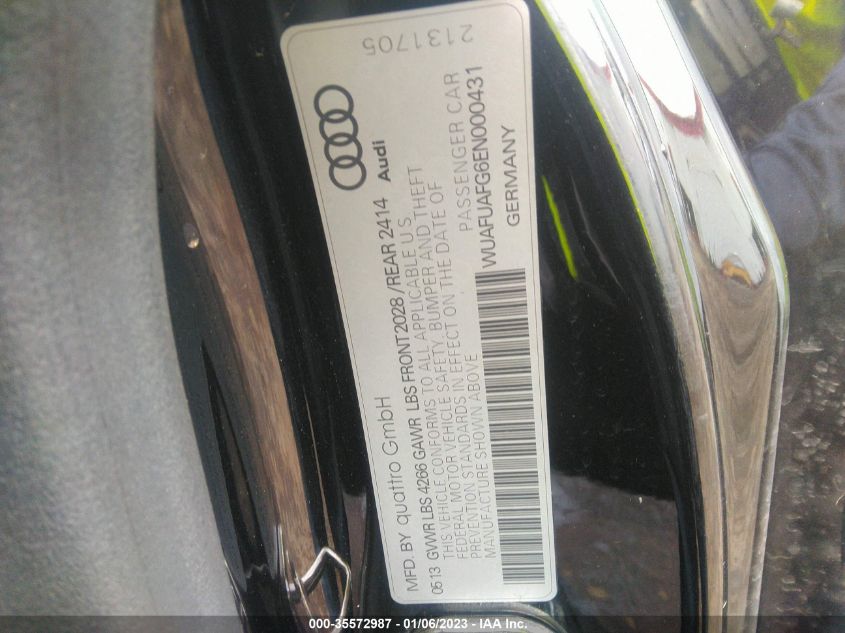 2131705
Audi
MFD. BY quattro GmbH
0513 GVWR LBS 4266 GAWR LBS FRONT 2028 / REAR 2414
THIS VEHICLE CONFORMS TO ALL APPLICABLE U.S.
FEDERAL MOTOR VEHICLE SAFETY, BUMPER AND THEFT
PREVENTION STANDARDS IN EFFECT ON THE DATE OF
MANUFACTURE SHOWN ABOVE
PASSENGER CAR
WUAFUAFG6EN000431
GERMANY
000-35572987 - 01/06/2023 - © IAA Inc.